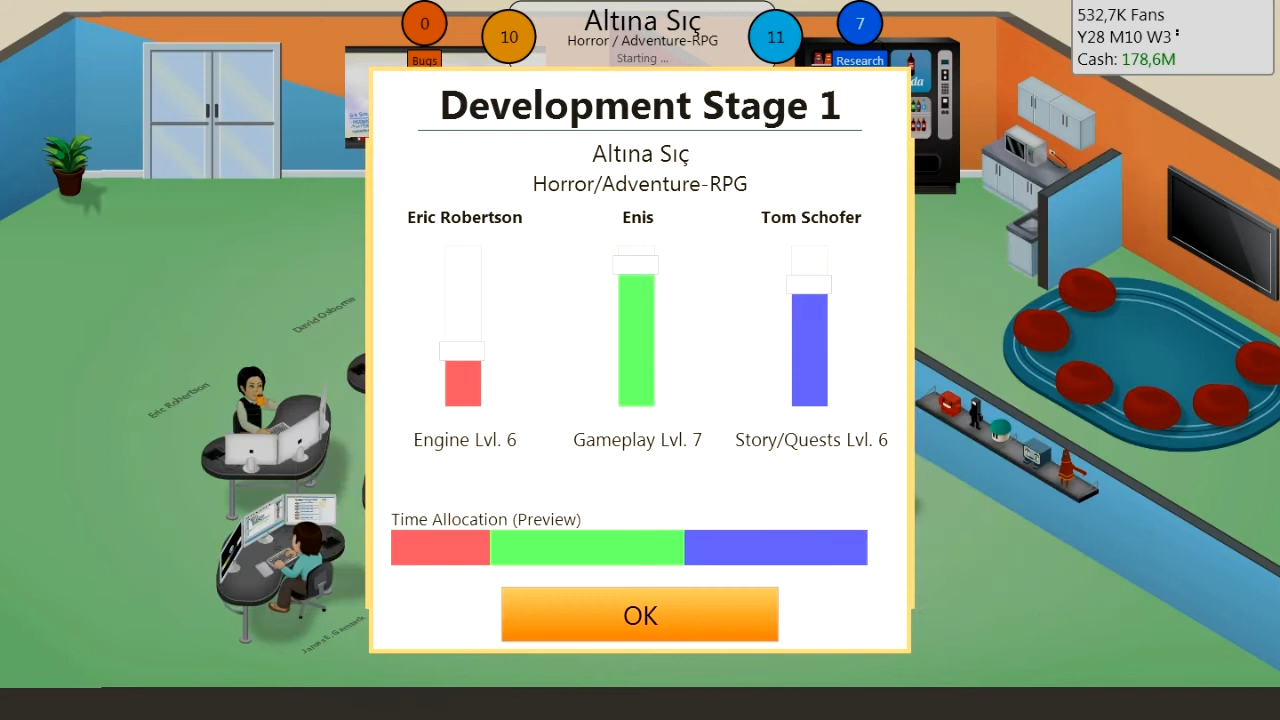 0
10
Altına Sıç
Horror / Adventure-RPG
Starting ...
11
7
Bugs
Research
532,7K Fans
Y28 M10 W3
Cash: 178,6M
Development Stage 1
Altına Sıç
Horror/Adventure-RPG
Eric Robertson
Enis
Tom Schofer
Engine Lvl. 6
Gameplay Lvl. 7
Story/Quests Lvl. 6
Time Allocation (Preview)
OK
David Osborne
Eric Robertson